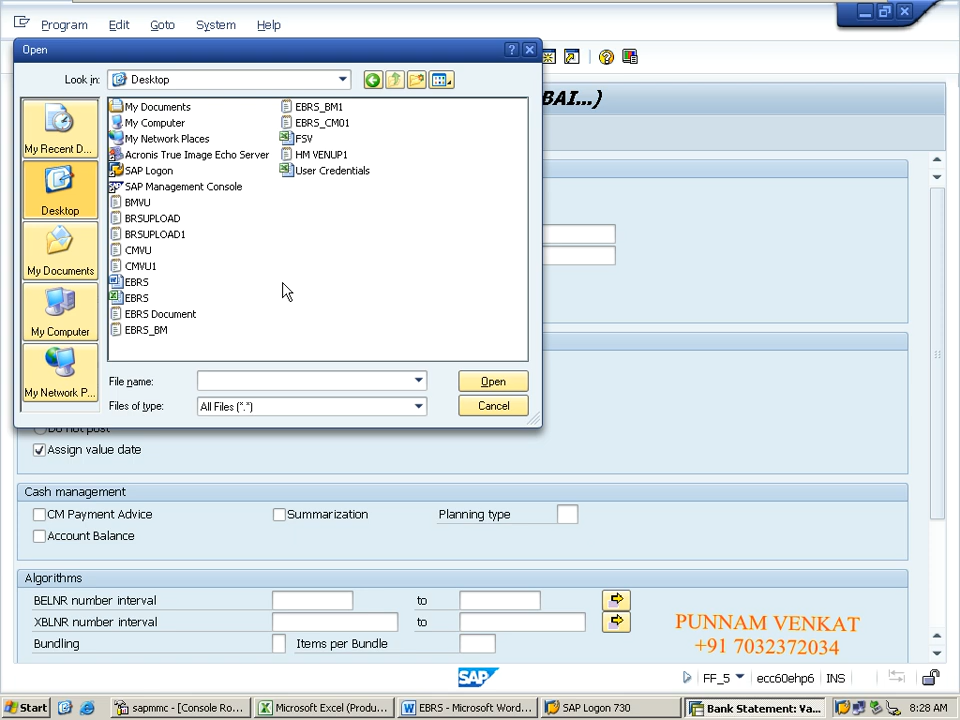 Program Edit Goto System Help
Open
BAI...)
Look in: Desktop
My Recent D...
Desktop
My Documents
My Computer
My Network P...
My Documents
My Computer
My Network Places
Acronis True Image Echo Server
SAP Logon
SAP Management Console
BMVU
BRSUPLOAD
BRSUPLOAD1
CMVU
CMVU1
EBRS
EBRS
EBRS Document
EBRS_BM
EBRS_BM1
EBRS_CM01
FSV
HM VENUP1
User Credentials
File name: Open
Files of type: All Files (*.*) Cancel
Do not post
Assign value date
Cash management
CM Payment Advice Summarization Planning type
Account Balance
Algorithms
BELNR number interval to
XBLNR number interval to
Bundling Items per Bundle
PUNNAM VENKAT
+91 7032372034
SAP FF_5 ecc60ehp6 INS
Start sapmmc - [Console Ro... Microsoft Excel (Produ... EBRS - Microsoft Word... SAP Logon 730 Bank Statement: Va... 8:28 AM